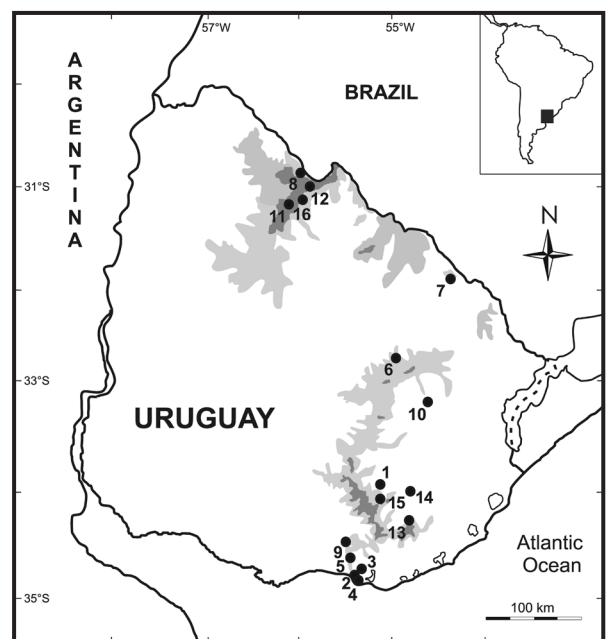 57°W
55°W
ARGENTINA
BRAZIL
31°S
8
12
11
16
N
7
6
33°S
10
URUGUAY
1
15
14
13
9
5
3
2
4
Atlantic
Ocean
35°S
100 km